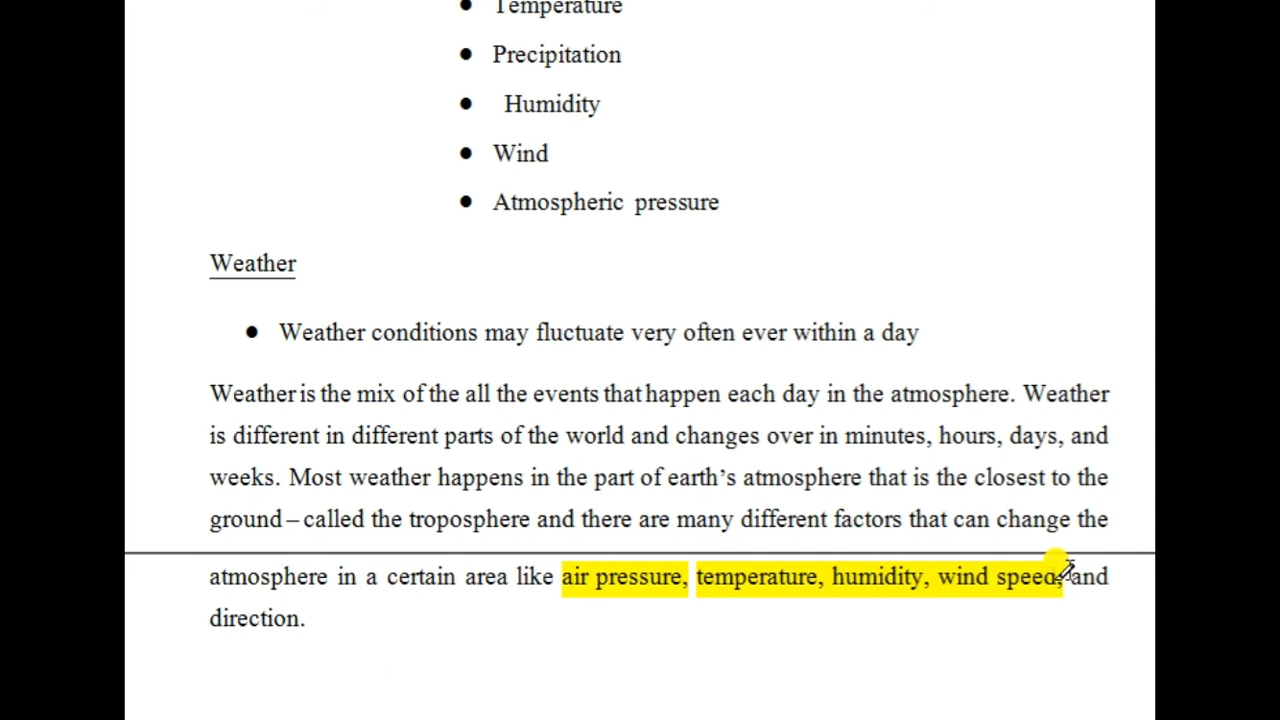 Temperature
Precipitation
Humidity
Wind
Atmospheric pressure
Weather
Weather conditions may fluctuate very often ever within a day
Weather is the mix of the all the events that happen each day in the atmosphere. Weather
is different in different parts of the world and changes over in minutes, hours, days, and
weeks. Most weather happens in the part of earth’s atmosphere that is the closest to the
ground – called the troposphere and there are many different factors that can change the
atmosphere in a certain area like air pressure, temperature, humidity, wind speed, and
direction.